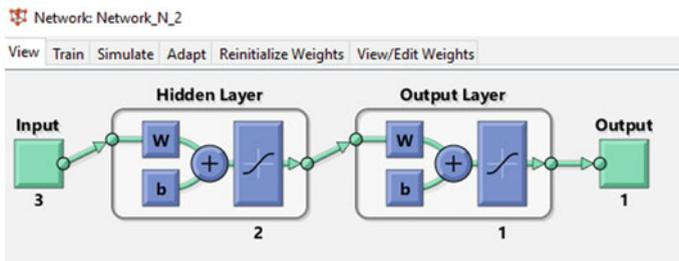 Network: Network_N_2
View Train Simulate Adapt Reinitialize Weights View/Edit Weights
Hidden Layer Output Layer
Input Output
W W
b b
3 1
2 1